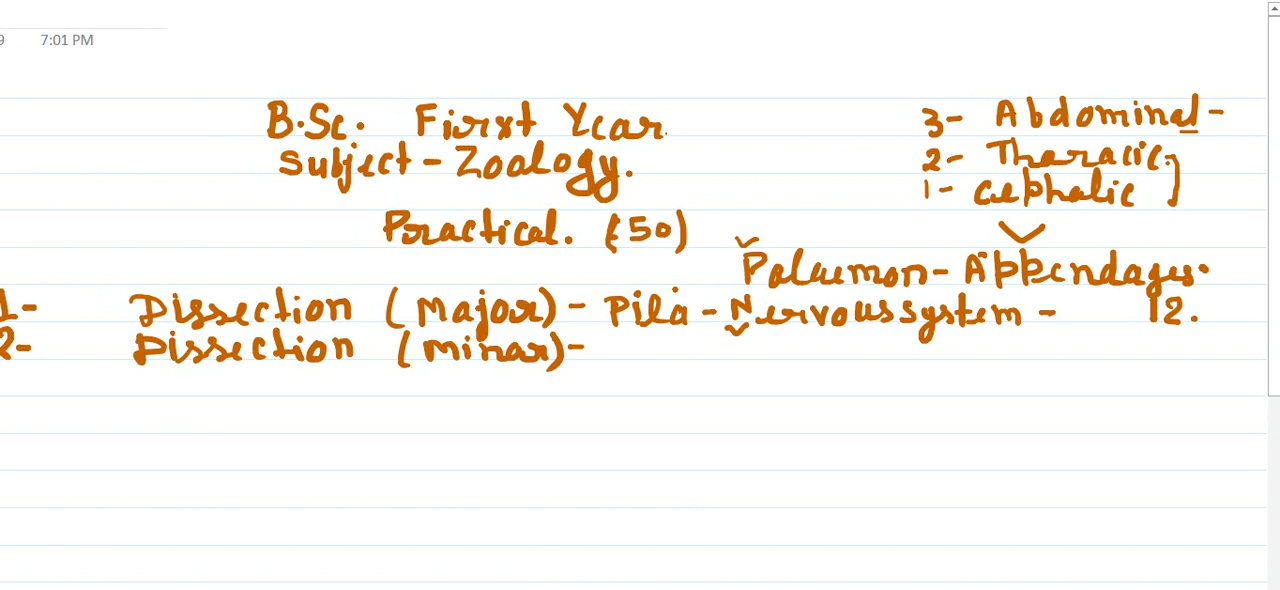 9 7:01 PM
B.Sc. First Year
Subject - Zoology.
Practical. (50)
3- Abdominal -
2- Thoracic
1- Cephalic
Palaemon - Appendages.
1- Dissection (Major) - Pila - Nervous system - 12.
2- Dissection (Minor) -